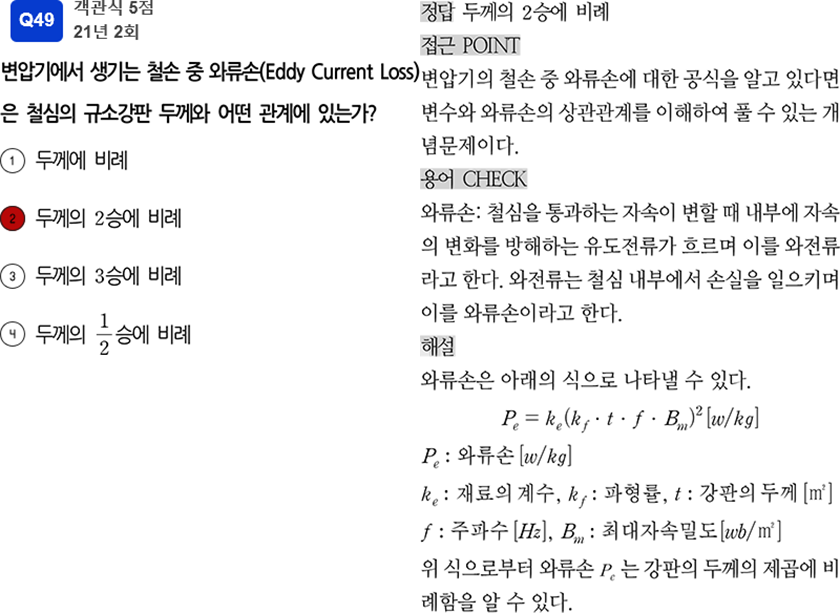 Q49
객관식 5점
21년 2회
변압기에서 생기는 철손 중 와류손(Eddy Current Loss)
은 철심의 규소강판 두께와 어떤 관계에 있는가?
① 두께에 비례
② 두께의 2승에 비례
③ 두께의 3승에 비례
④ 두께의 1/2 승에 비례
정답 두께의 2승에 비례
접근 POINT
변압기의 철손 중 와류손에 대한 공식을 알고 있다면
변수와 와류손의 상관관계를 이해하여 풀 수 있는 개
념문제이다.
용어 CHECK
와류손: 철심을 통과하는 자속이 변할 때 내부에 자속
의 변화를 방해하는 유도전류가 흐르며 이를 와전류
라고 한다. 와전류는 철심 내부에서 손실을 일으키며
이를 와류손이라고 한다.
해설
와류손은 아래의 식으로 나타낼 수 있다.
P_e = k_e(k_f · t · f · B_m)² [w/kg]
P_e : 와류손 [w/kg]
k_e : 재료의 계수, k_f : 파형률, t : 강판의 두께 [㎡]
f : 주파수 [Hz], B_m : 최대자속밀도 [wb/㎡]
위 식으로부터 와류손 P_c 는 강판의 두께의 제곱에 비
례함을 알 수 있다.